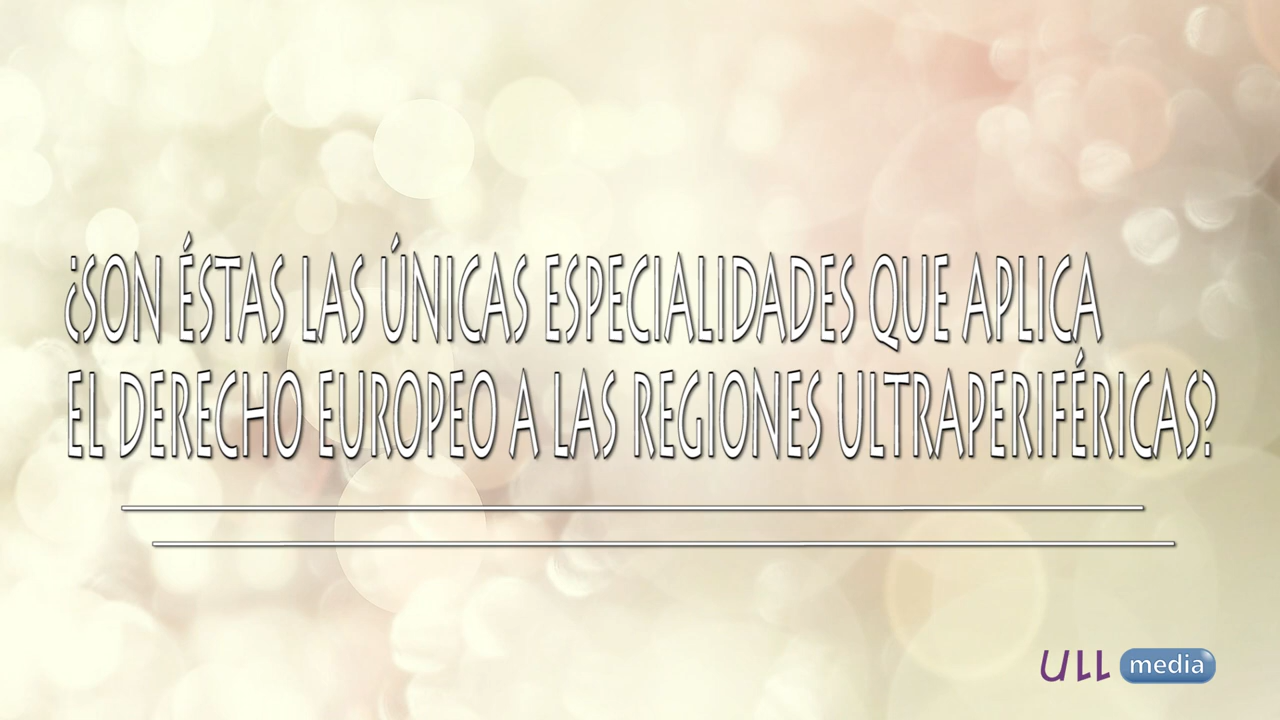 ¿SON ÉSTAS LAS ÚNICAS ESPECIALIDADES QUE APLICA
EL DERECHO EUROPEO A LAS REGIONES ULTRAPERIFÉRICAS?
ULL media